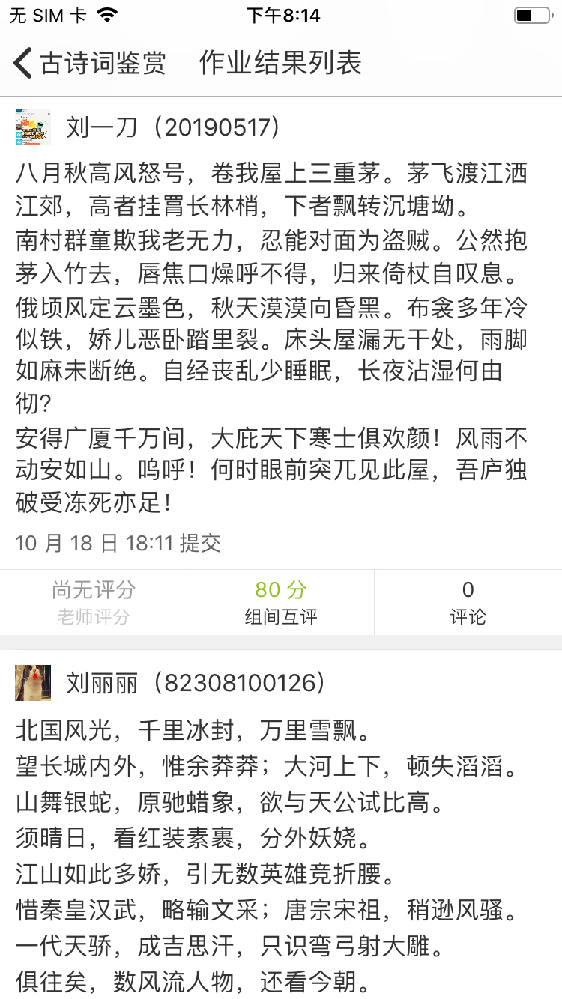 无 SIM 卡 下午8:14
古诗词鉴赏 作业结果列表
刘一刀（20190517）
八月秋高风怒号，卷我屋上三重茅。茅飞渡江洒
江郊，高者挂罥长林梢，下者飘转沉塘坳。
南村群童欺我老无力，忍能对面为盗贼。公然抱
茅入竹去，唇焦口燥呼不得，归来倚杖自叹息。
俄顷风定云墨色，秋天漠漠向昏黑。布衾多年冷
似铁，娇儿恶卧踏里裂。床头屋漏无干处，雨脚
如麻未断绝。自经丧乱少睡眠，长夜沾湿何由
彻？
安得广厦千万间，大庇天下寒士俱欢颜！风雨不
动安如山。呜呼！何时眼前突兀见此屋，吾庐独
破受冻死亦足！
10 月 18 日 18:11 提交
尚无评分 80 分 0
老师评分 组间互评 评论
刘丽丽（82308100126）
北国风光，千里冰封，万里雪飘。
望长城内外，惟余莽莽；大河上下，顿失滔滔。
山舞银蛇，原驰蜡象，欲与天公试比高。
须晴日，看红装素裹，分外妖娆。
江山如此多娇，引无数英雄竞折腰。
惜秦皇汉武，略输文采；唐宗宋祖，稍逊风骚。
一代天骄，成吉思汗，只识弯弓射大雕。
俱往矣，数风流人物，还看今朝。